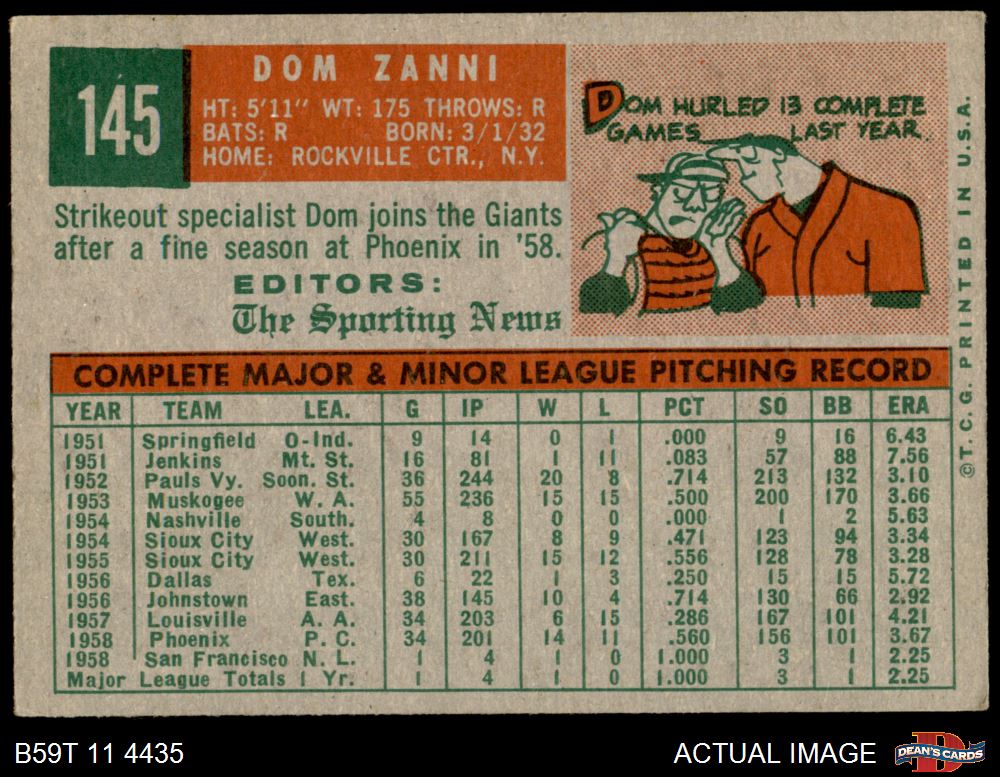 145
DOM ZANNI
HT: 5'11" WT: 175 THROWS: R
BATS: R BORN: 3/1/32
HOME: ROCKVILLE CTR., N.Y.
DOM HURLED 13 COMPLETE
GAMES LAST YEAR.
Strikeout specialist Dom joins the Giants
after a fine season at Phoenix in '58.
EDITORS:
The Sporting News
COMPLETE MAJOR & MINOR LEAGUE PITCHING RECORD
YEAR TEAM LEA. G IP W L PCT SO BB ERA
1951 Springfield O-Ind. 9 14 0 1 .000 9 16 6.43
1951 Jenkins Mt. St. 16 81 1 11 .083 57 88 7.56
1952 Pauls Vy. Soon. St. 36 244 20 8 .714 213 132 3.10
1953 Muskogee W. A. 55 236 15 15 .500 200 170 3.66
1954 Nashville South. 4 8 0 0 .000 1 2 5.63
1954 Sioux City West. 30 167 8 9 .471 123 94 3.34
1955 Sioux City West. 30 211 15 12 .556 128 78 3.28
1956 Dallas Tex. 6 22 1 3 .250 15 15 5.72
1956 Johnstown East. 38 145 10 4 .714 130 66 2.92
1957 Louisville A. A. 34 203 6 15 .286 167 101 4.21
1958 Phoenix P. C. 34 201 14 11 .560 156 101 3.67
1958 San Francisco N. L. 1 4 1 0 1.000 3 1 2.25
Major League Totals 1 Yr. 1 4 1 0 1.000 3 1 2.25
©T.C.G. PRINTED IN U.S.A.
B59T 11 4435
ACTUAL IMAGE
D
DEAN'S CARDS